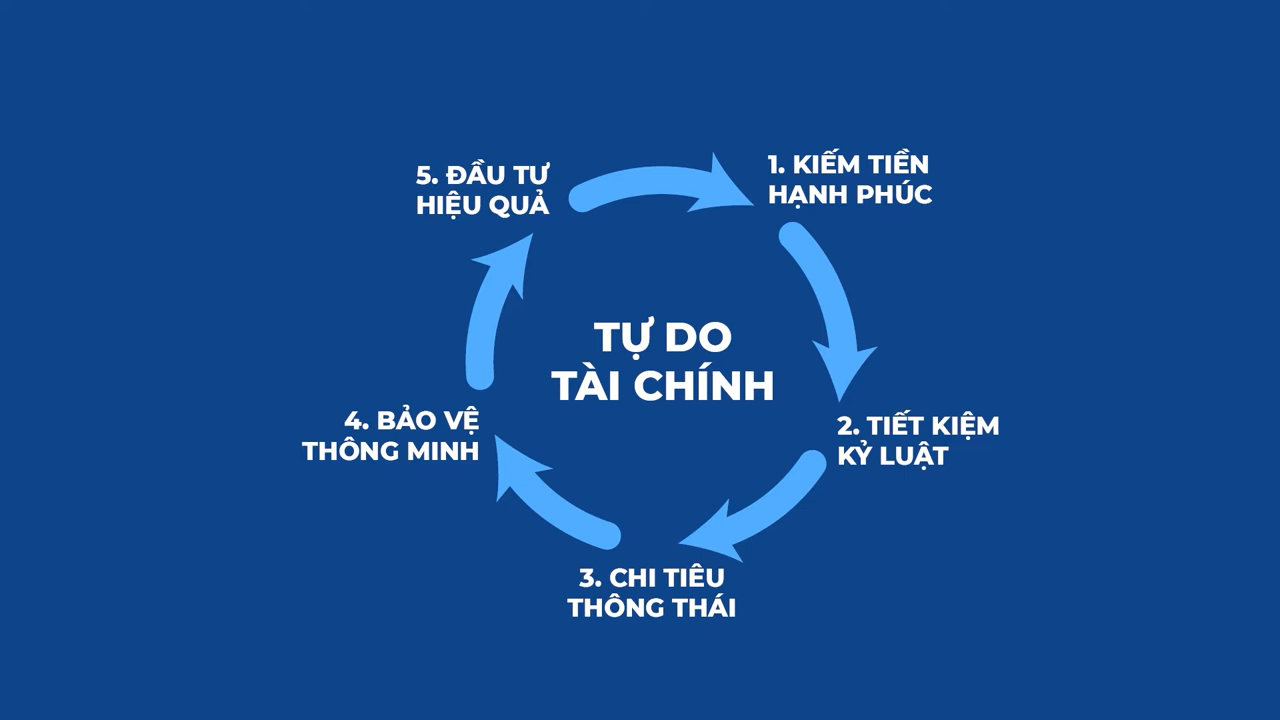 TỰ DO
TÀI CHÍNH
1. KIẾM TIỀN
HẠNH PHÚC
2. TIẾT KIỆM
KỶ LUẬT
3. CHI TIÊU
THÔNG THÁI
4. BẢO VỆ
THÔNG MINH
5. ĐẦU TƯ
HIỆU QUẢ